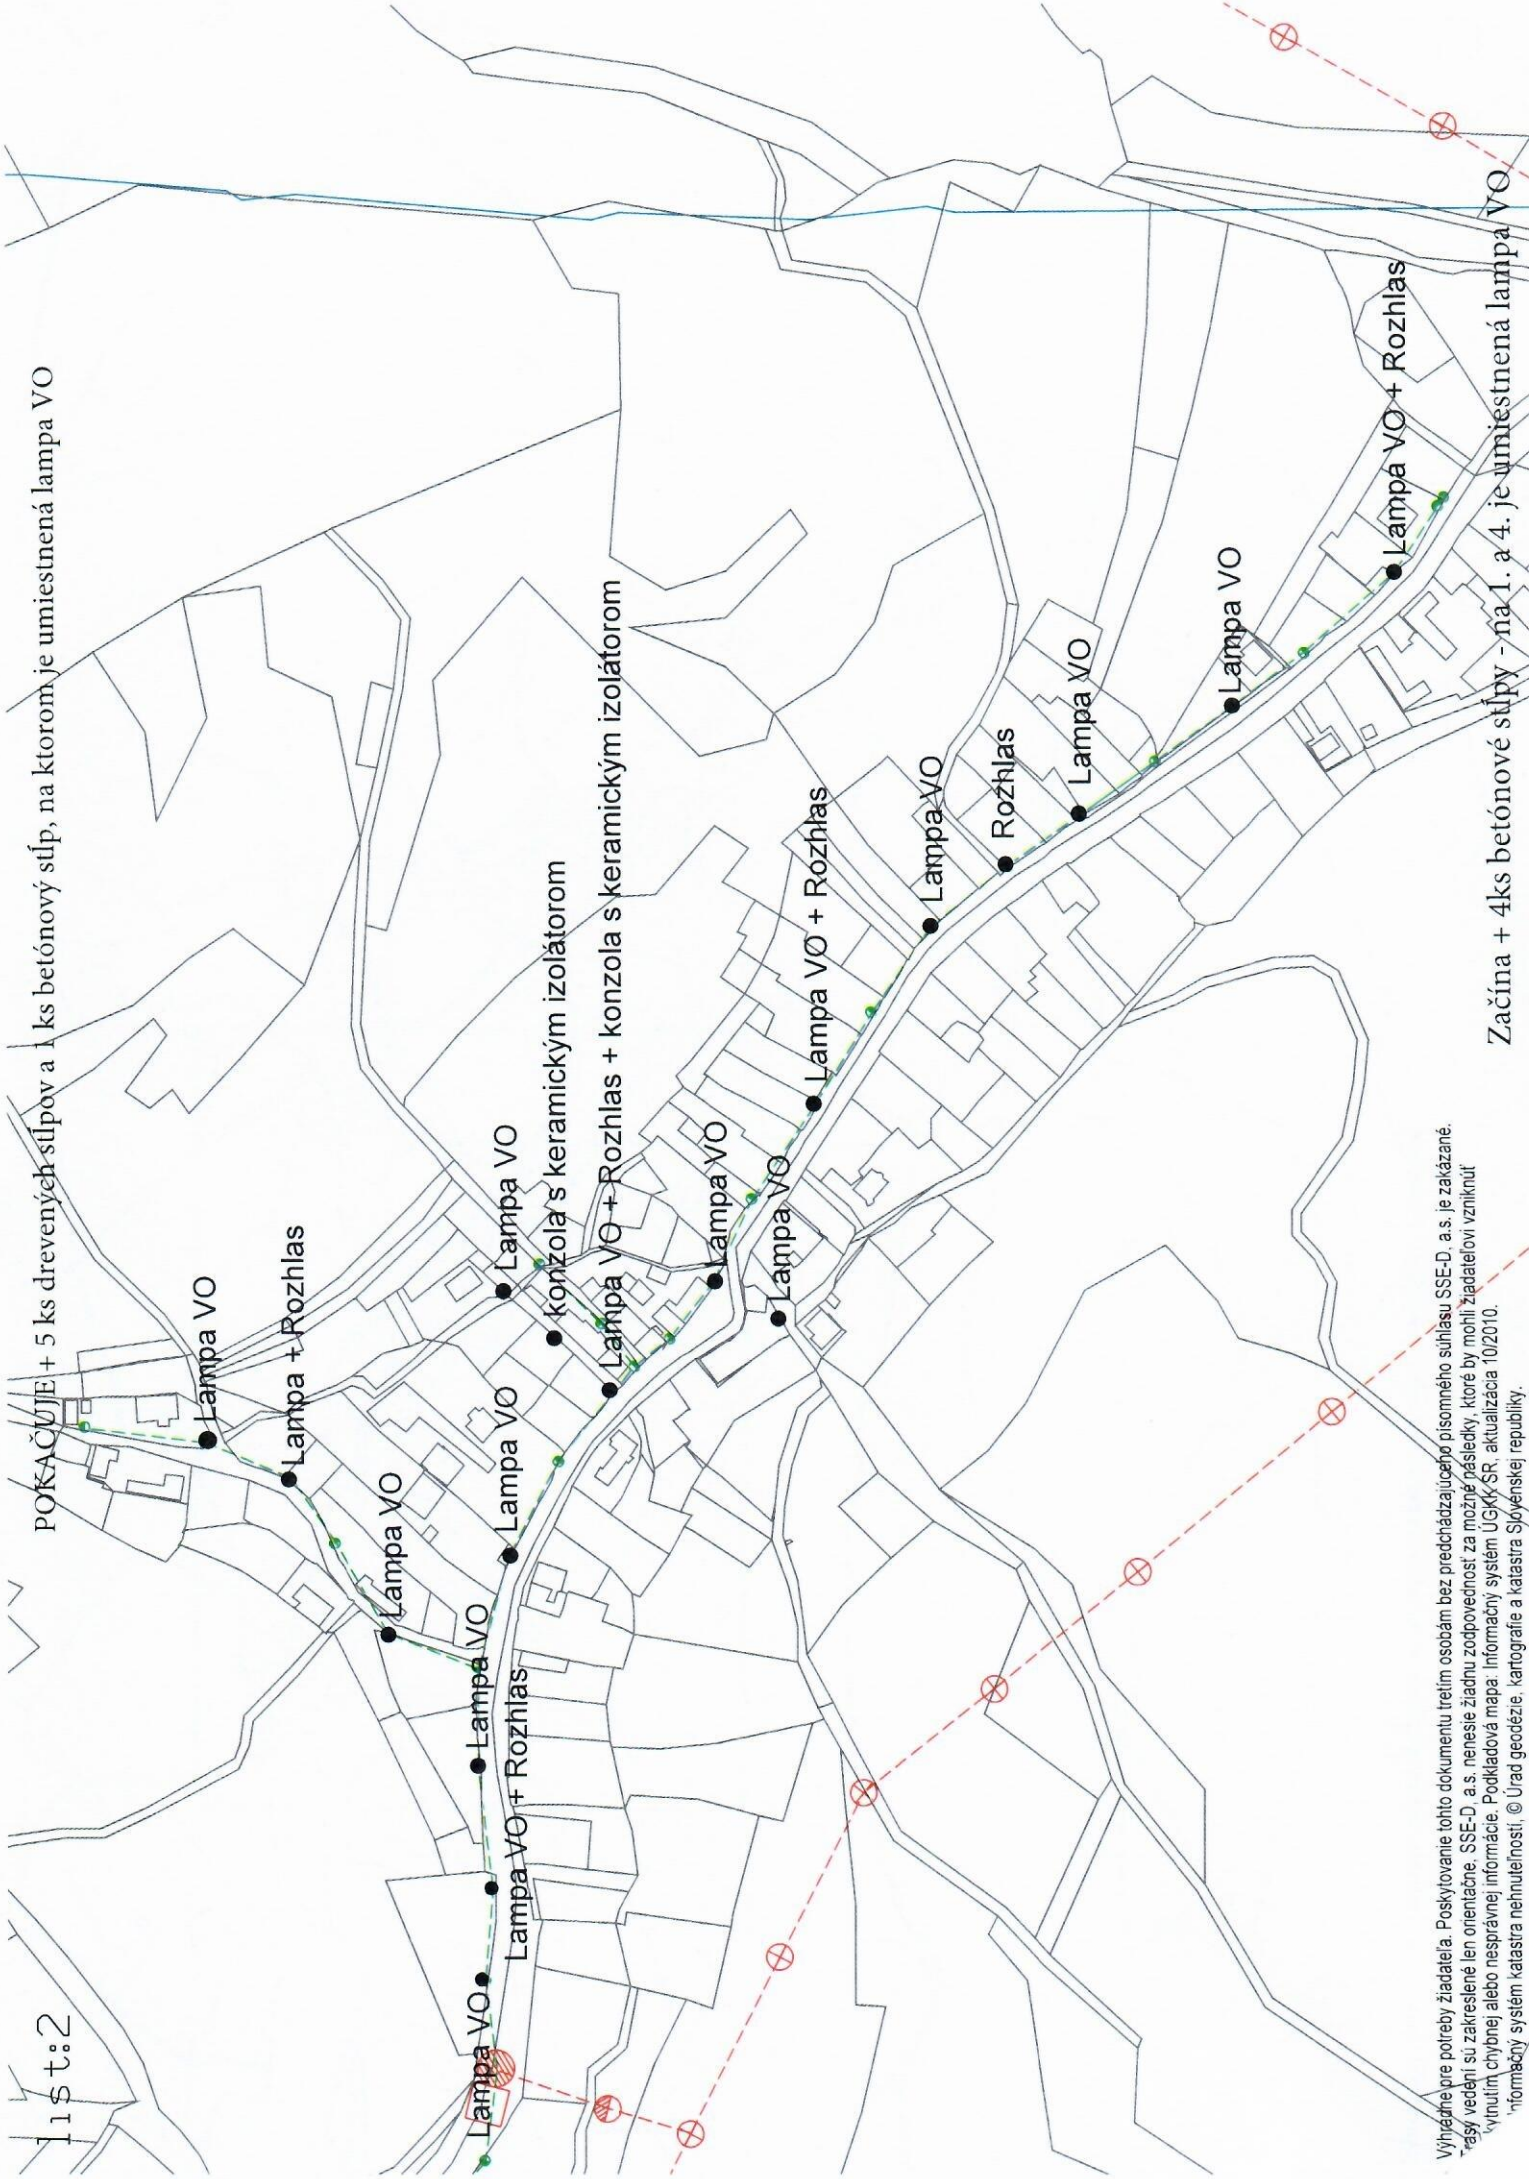 list:2
POKAČUJE + 5 ks drevených stĺpov a 1 ks betónový stĺp, na ktorom je umiestnená lampa VO
Lampa VO
Lampa + Rozhlas
Lampa VO
Lampa VO
Lampa VO
Lampa VO
Lampa VO
Lampa VO + Rozhlas
konzola s keramickým izolátorom
Lampa VO + Rozhlas + konzola s keramickým izolátorom
Lampa VO
Lampa VO
Lampa VO + Rozhlas
Lampa VO
Rozhlas
Lampa VO
Lampa VO
Lampa VO + Rozhlas
Začína + 4ks betónové stĺpy - na 1. a 4. je umiestnená lampa VO
Výhradne pre potreby žiadateľa. Poskytovanie tohto dokumentu tretím osobám bez predchádzajúceho písomného súhlasu SSE-D, a.s. je zakázané.
Trasy vedení sú zakreslené len orientačne, SSE-D, a.s. nenesie žiadnu zodpovednosť za možné následky, ktoré by mohli žiadateľovi vzniknúť
kytnutím chybnej alebo nesprávnej informácie. Podkladová mapa: Informačný systém ÚGKK SR, aktualizácia 10/2010.
Informačný systém katastra nehnuteľností, © Úrad geodézie, kartografie a katastra Slovenskej republiky.